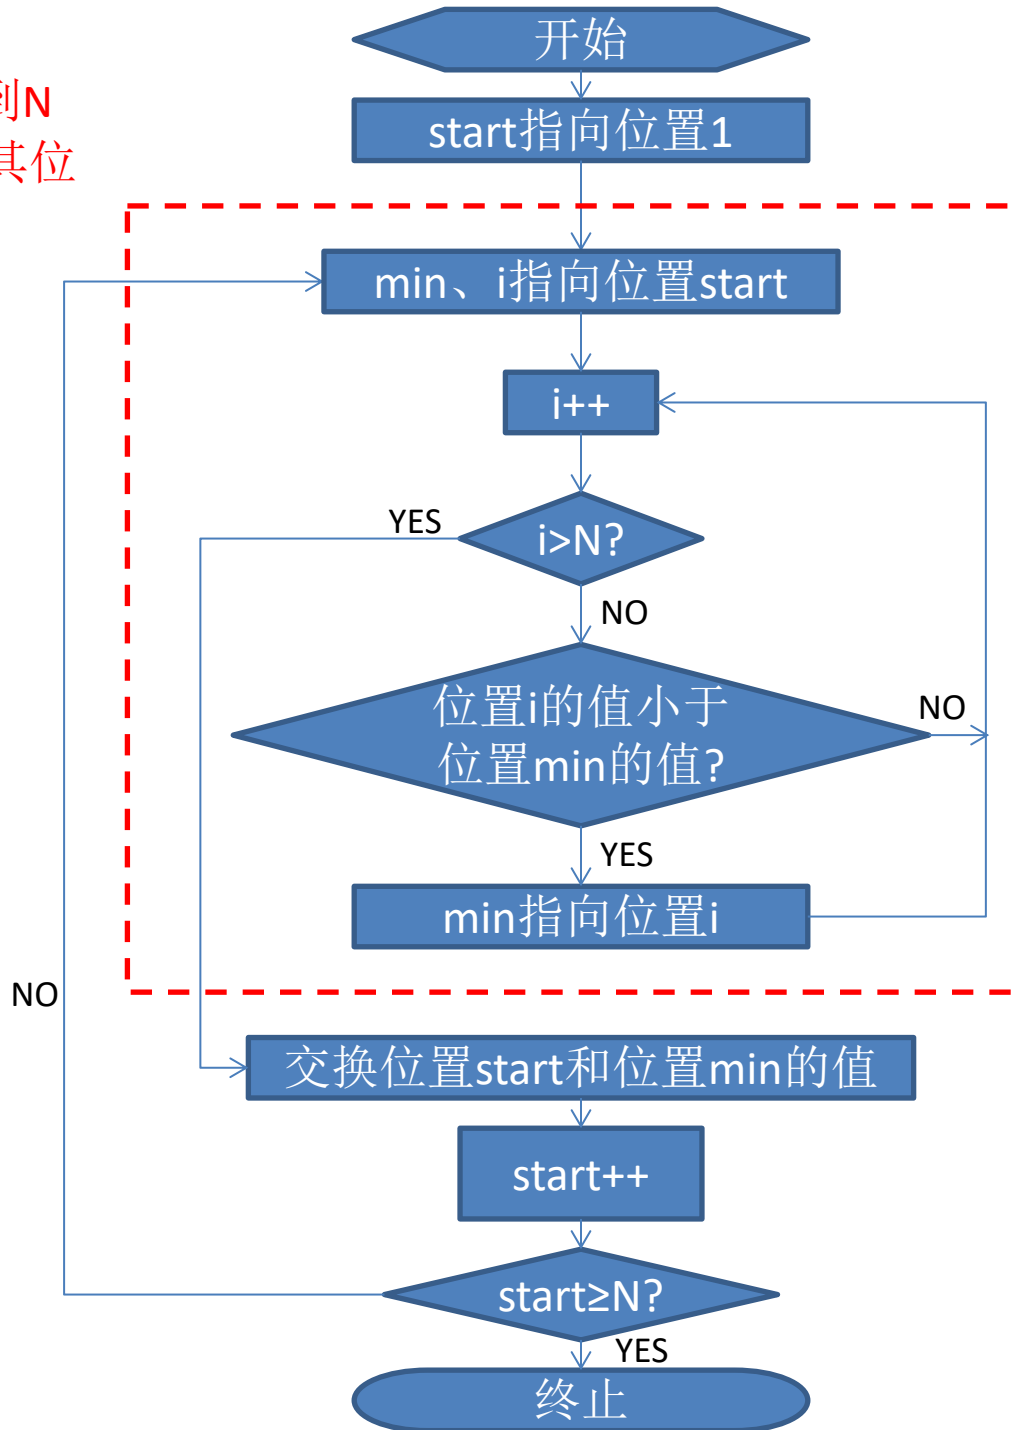 开始
到N
其位
start指向位置1
min、i指向位置start
i++
YES
i>N?
NO
位置i的值小于
位置min的值?
NO
YES
min指向位置i
NO
交换位置start和位置min的值
start++
start≥N?
YES
终止